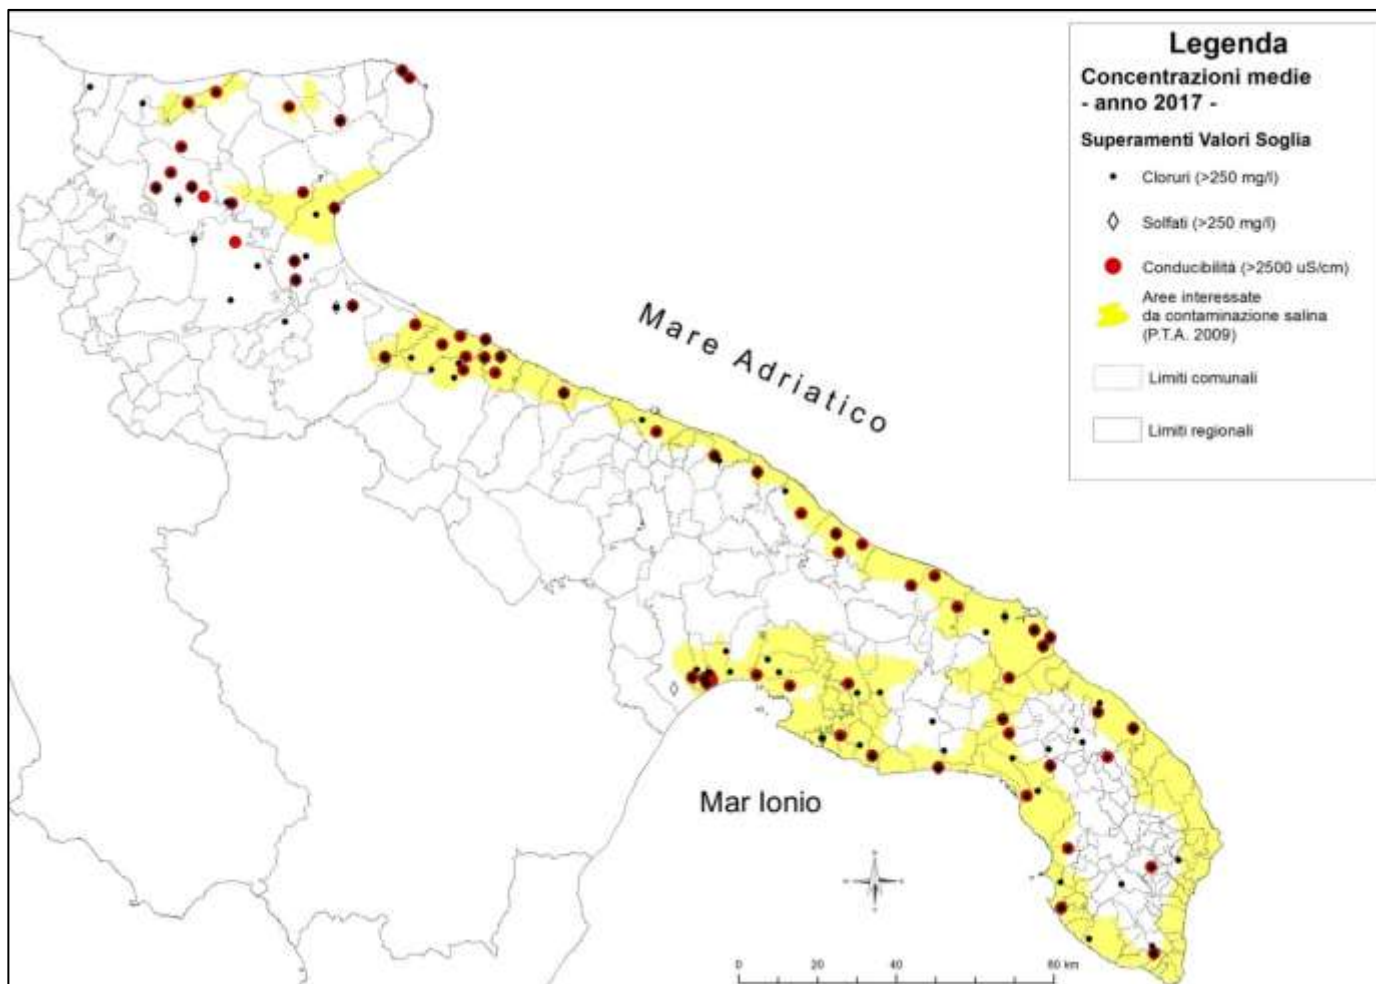 Legenda
Concentrazioni medie
- anno 2017 -
Superamenti Valori Soglia
Cloruri (>250 mg/l)
Solfati (>250 mg/l)
Conducibilità (>2500 uS/cm)
Aree interessate
da contaminazione salina
(P.T.A. 2009)
Limiti comunali
Limiti regionali
Mare Adriatico
Mar Ionio
0 20 40 80 km